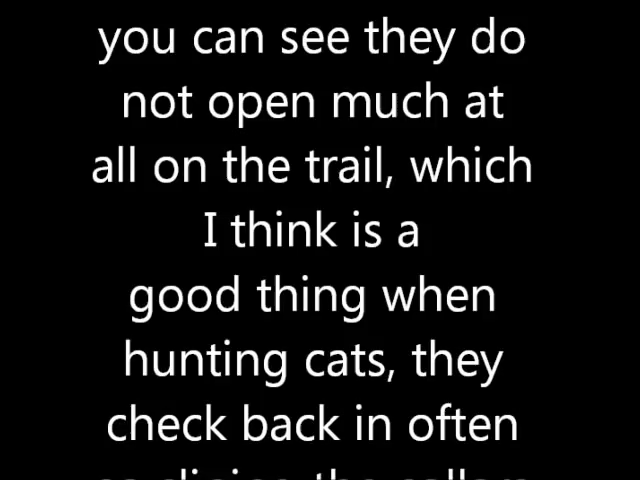 you can see they do
not open much at
all on the trail, which
I think is a
good thing when
hunting cats, they
check back in often
the